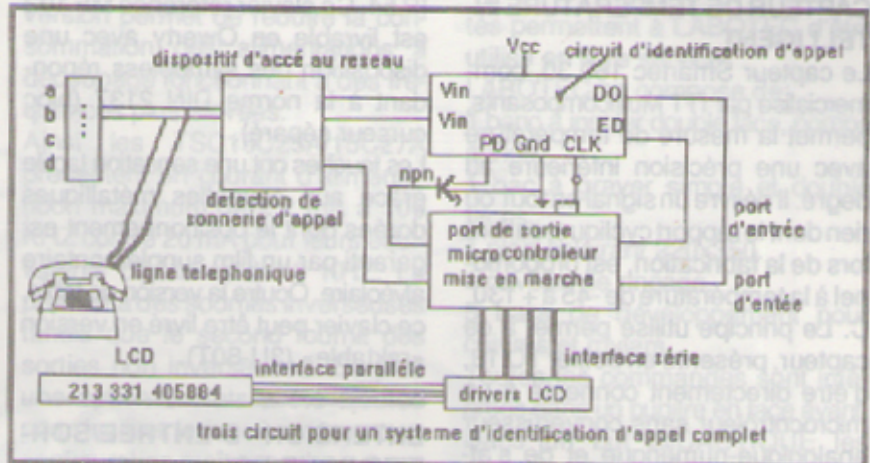 dispositif d'accé au reseau
Vcc
circuit d'identification d'appel
a
b
c
d
Vin
Vin
DO
ED
PD Gnd CLK
npn
detection de
sonnerie d'appel
port de sortie
microcontroleur
mise en marche
port
d'entrée
port
d'entée
ligne telephonique
LCD
interface paralléle
interface série
213 331 405884
drivers LCD
trois circuit pour un systeme d'identification d'appel complet